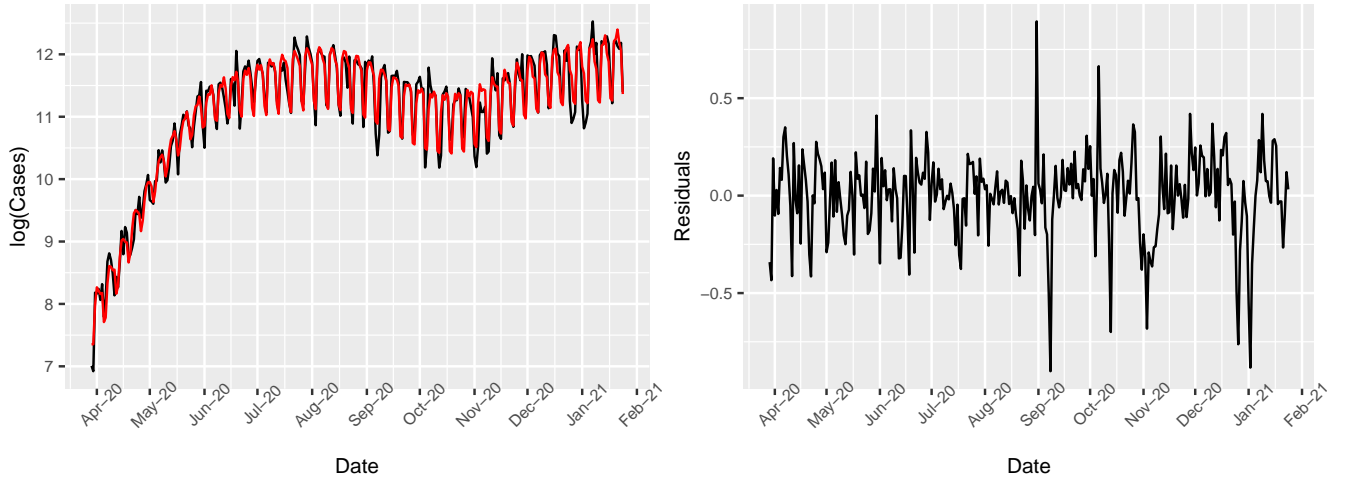 log(Cases)
12
11
10
9
8
7
Apr−20
May−20
Jun−20
Jul−20
Aug−20
Sep−20
Oct−20
Nov−20
Dec−20
Jan−21
Feb−21
Date
Residuals
0.5
0.0
−0.5
Apr−20
May−20
Jun−20
Jul−20
Aug−20
Sep−20
Oct−20
Nov−20
Dec−20
Jan−21
Feb−21
Date